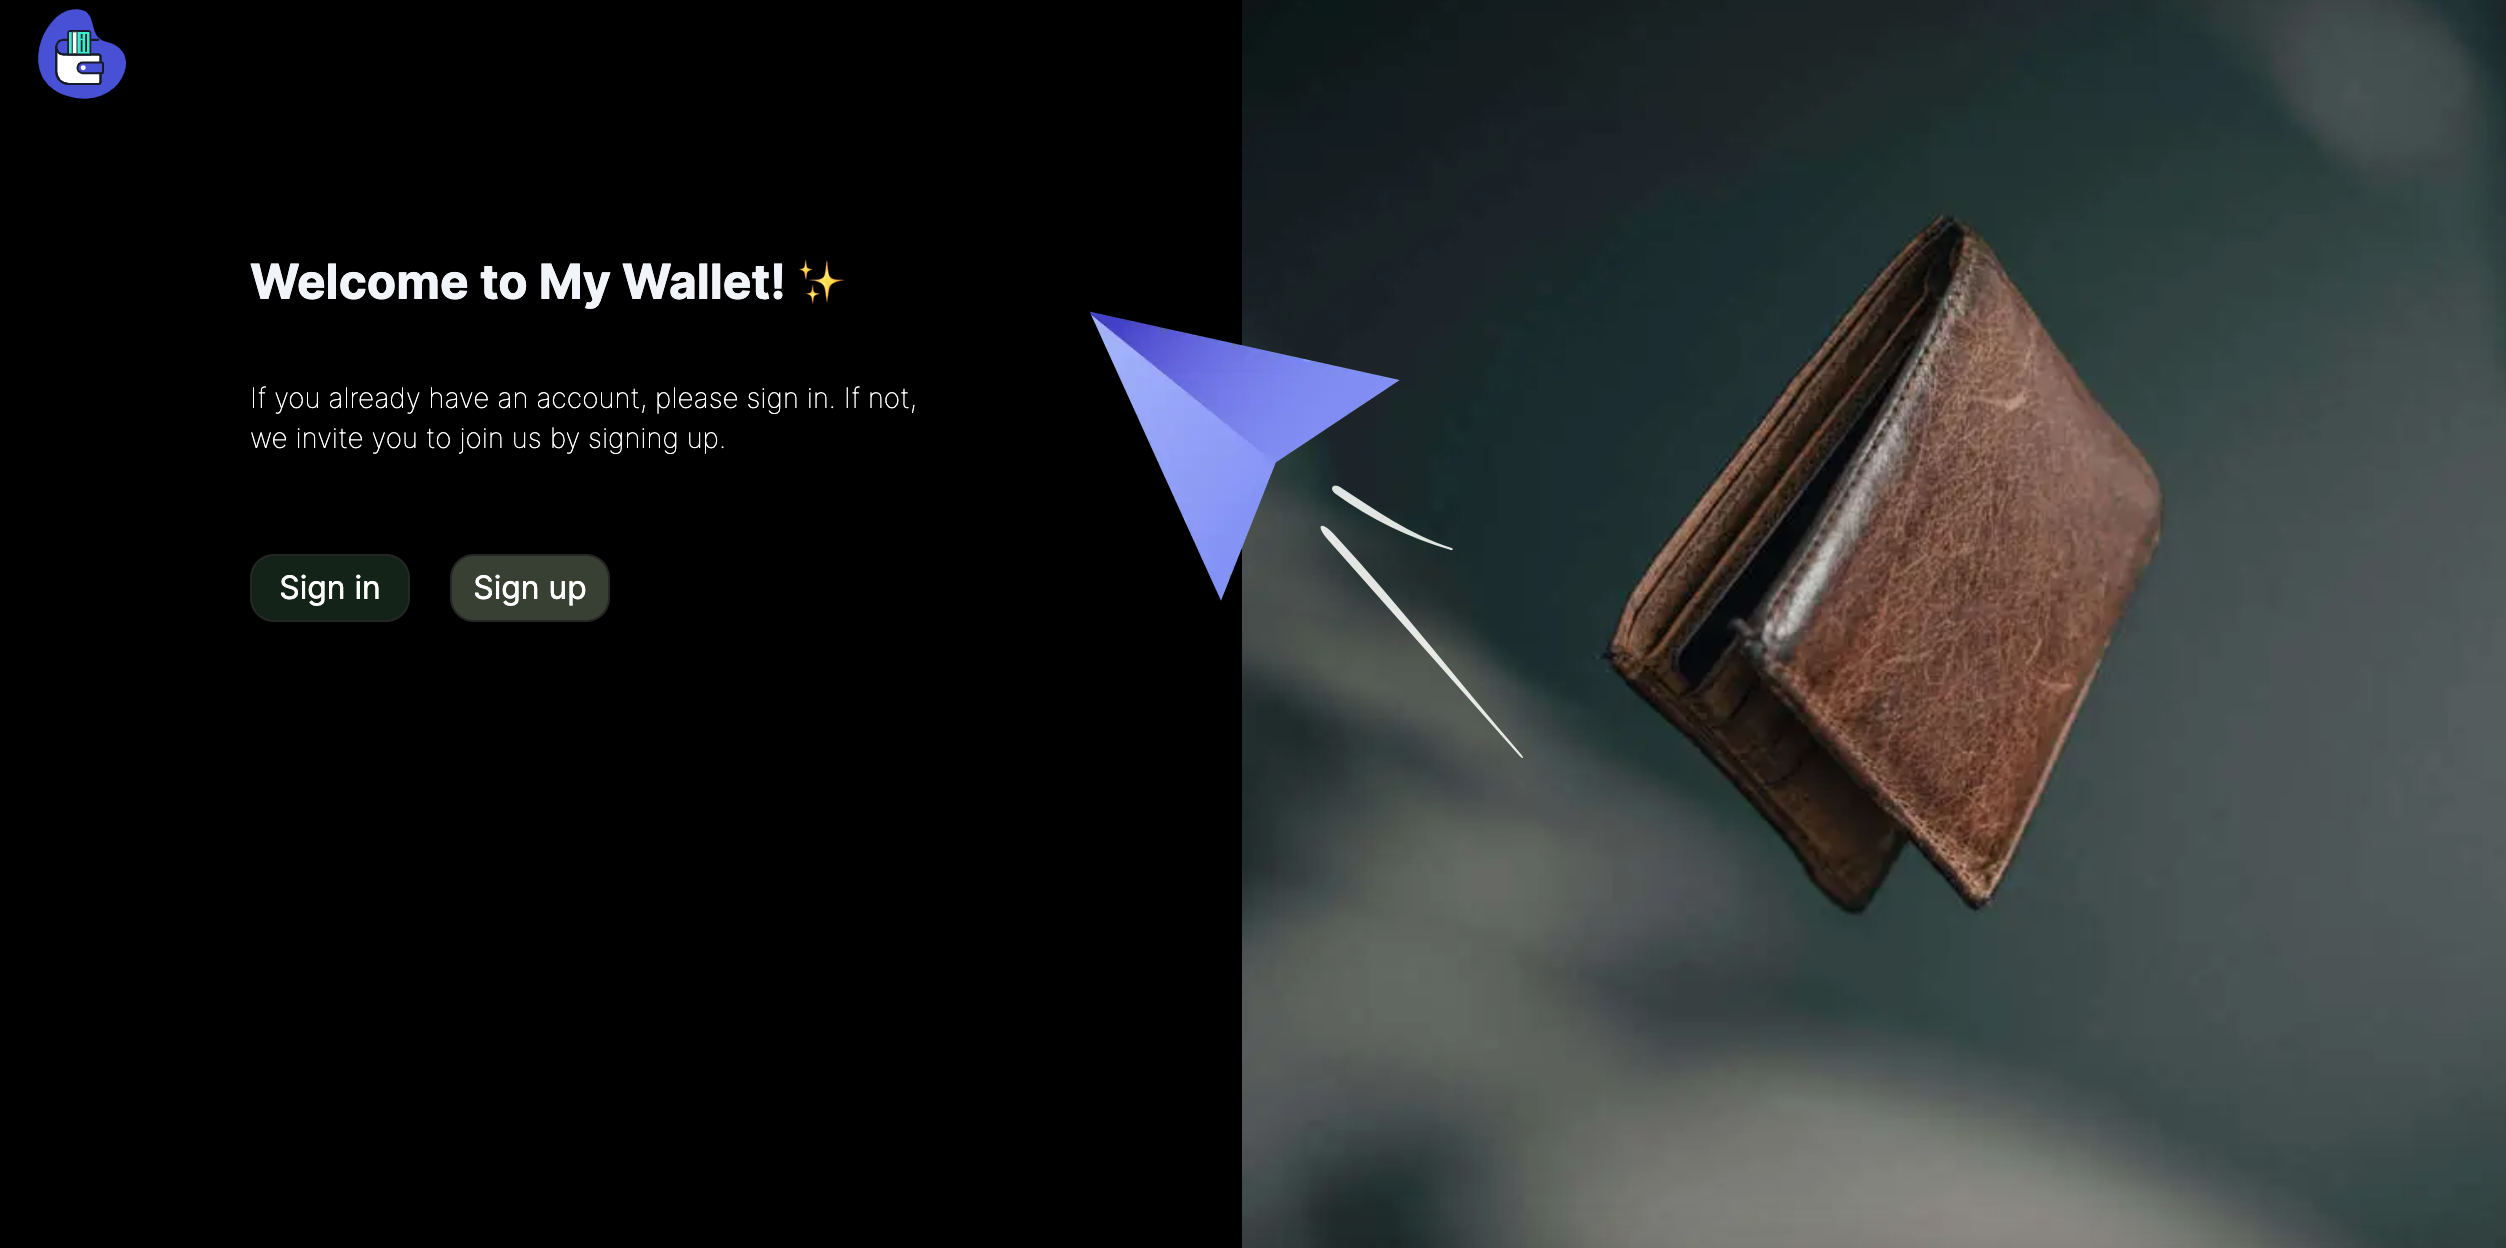 Welcome to My Wallet! ✨
If you already have an account, please sign in. If not,
we invite you to join us by signing up.
Sign in
Sign up